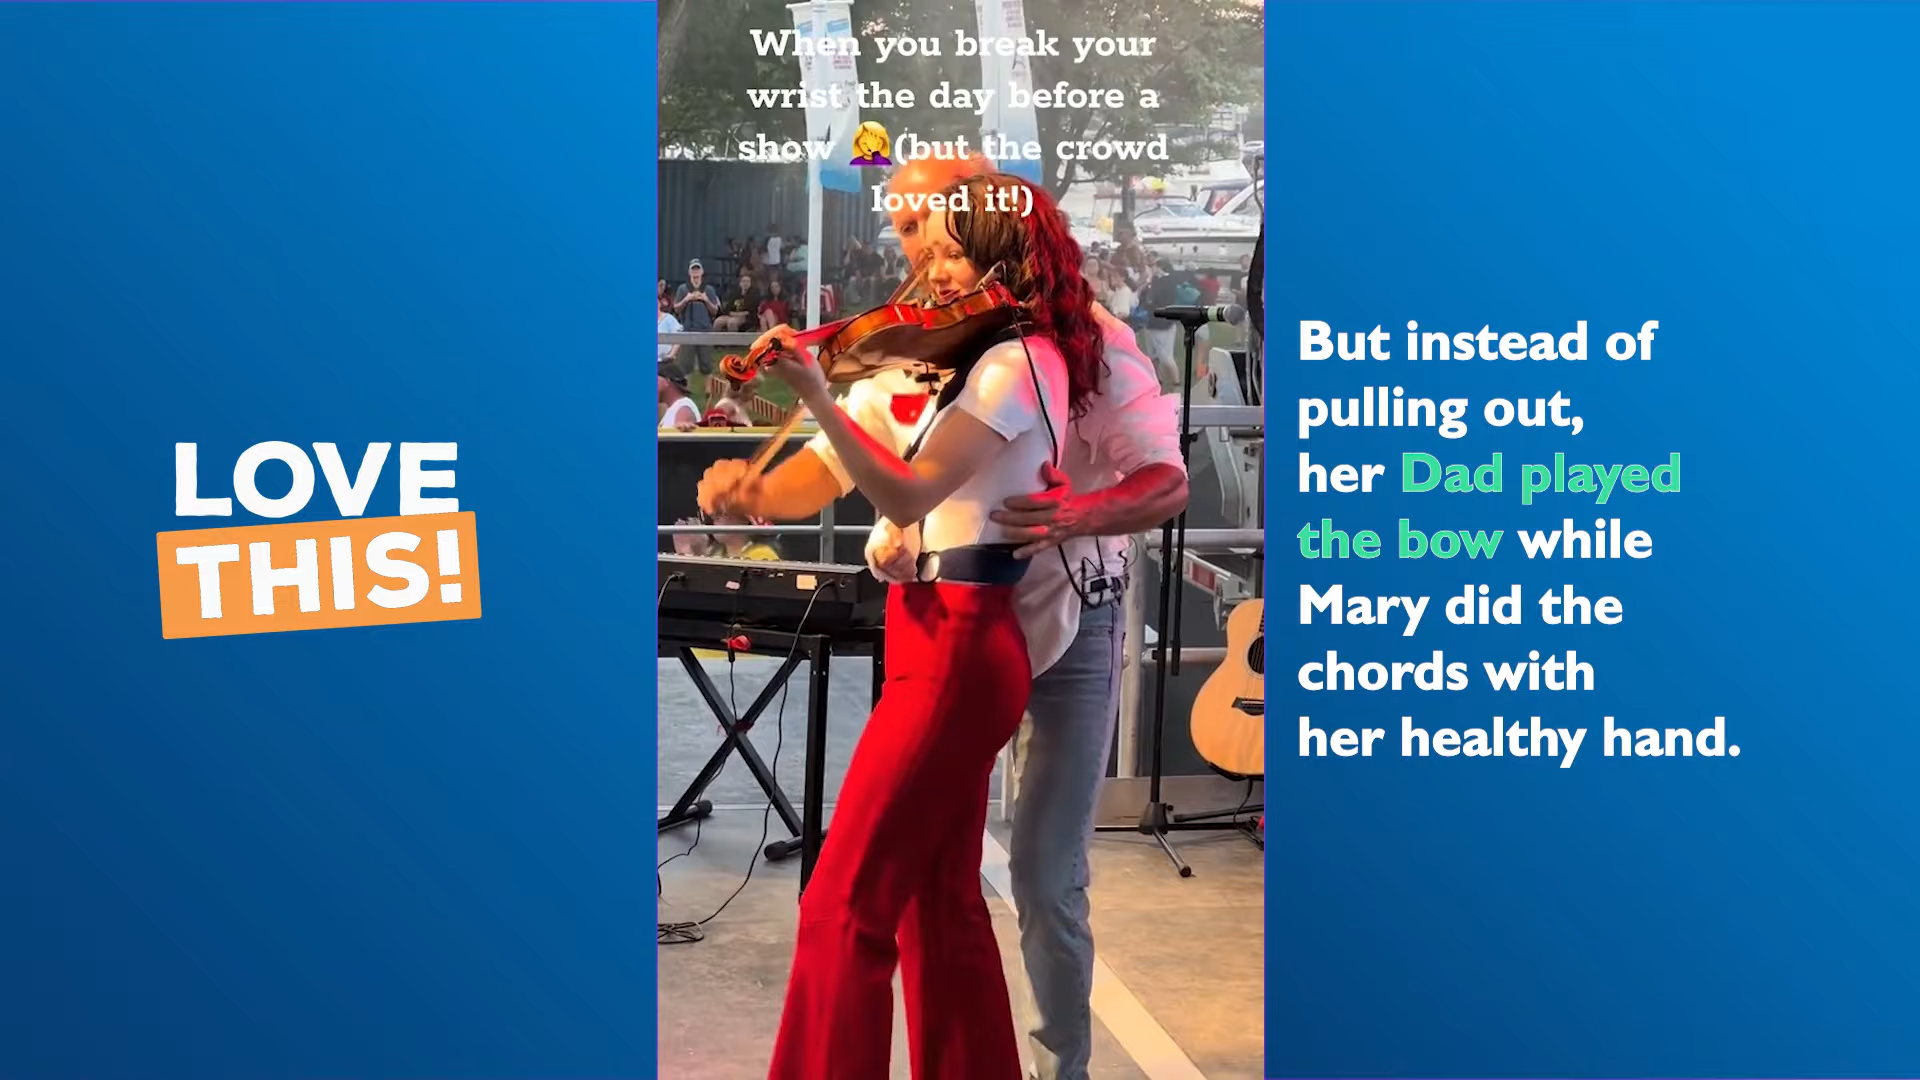 LOVE
THIS!
When you break your
wrist the day before a
show 🤦‍♀️(but the crowd
loved it!)
But instead of
pulling out,
her Dad played
the bow while
Mary did the
chords with
her healthy hand.